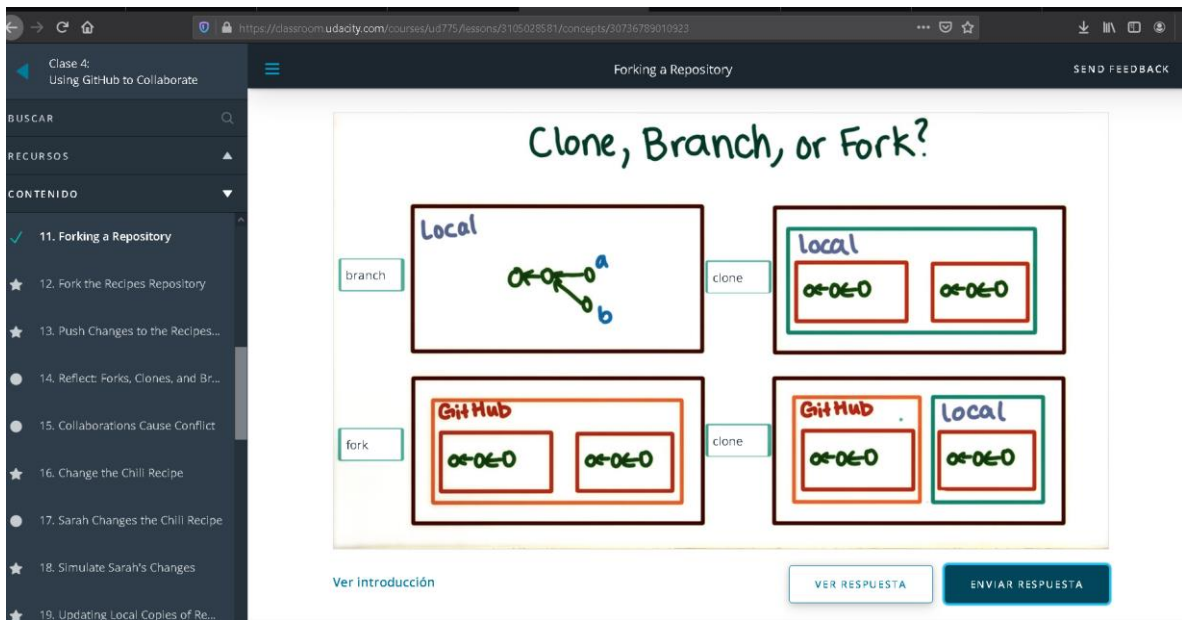 https://classroom.udacity.com/courses/ud775/lessons/3105028581/concepts/30736789010923
Clase 4:
Using GitHub to Collaborate
Forking a Repository
SEND FEEDBACK
BUSCAR
RECURSOS
CONTENIDO
11. Forking a Repository
12. Fork the Recipes Repository
13. Push Changes to the Recipes...
14. Reflect: Forks, Clones, and Br...
15. Collaborations Cause Conflict
16. Change the Chili Recipe
17. Sarah Changes the Chili Recipe
18. Simulate Sarah's Changes
19. Updating Local Copies of Re...
Clone, Branch, or Fork?
branch
Local
a
b
clone
local
fork
GitHub
clone
GitHub
local
Ver introducción
VER RESPUESTA
ENVIAR RESPUESTA